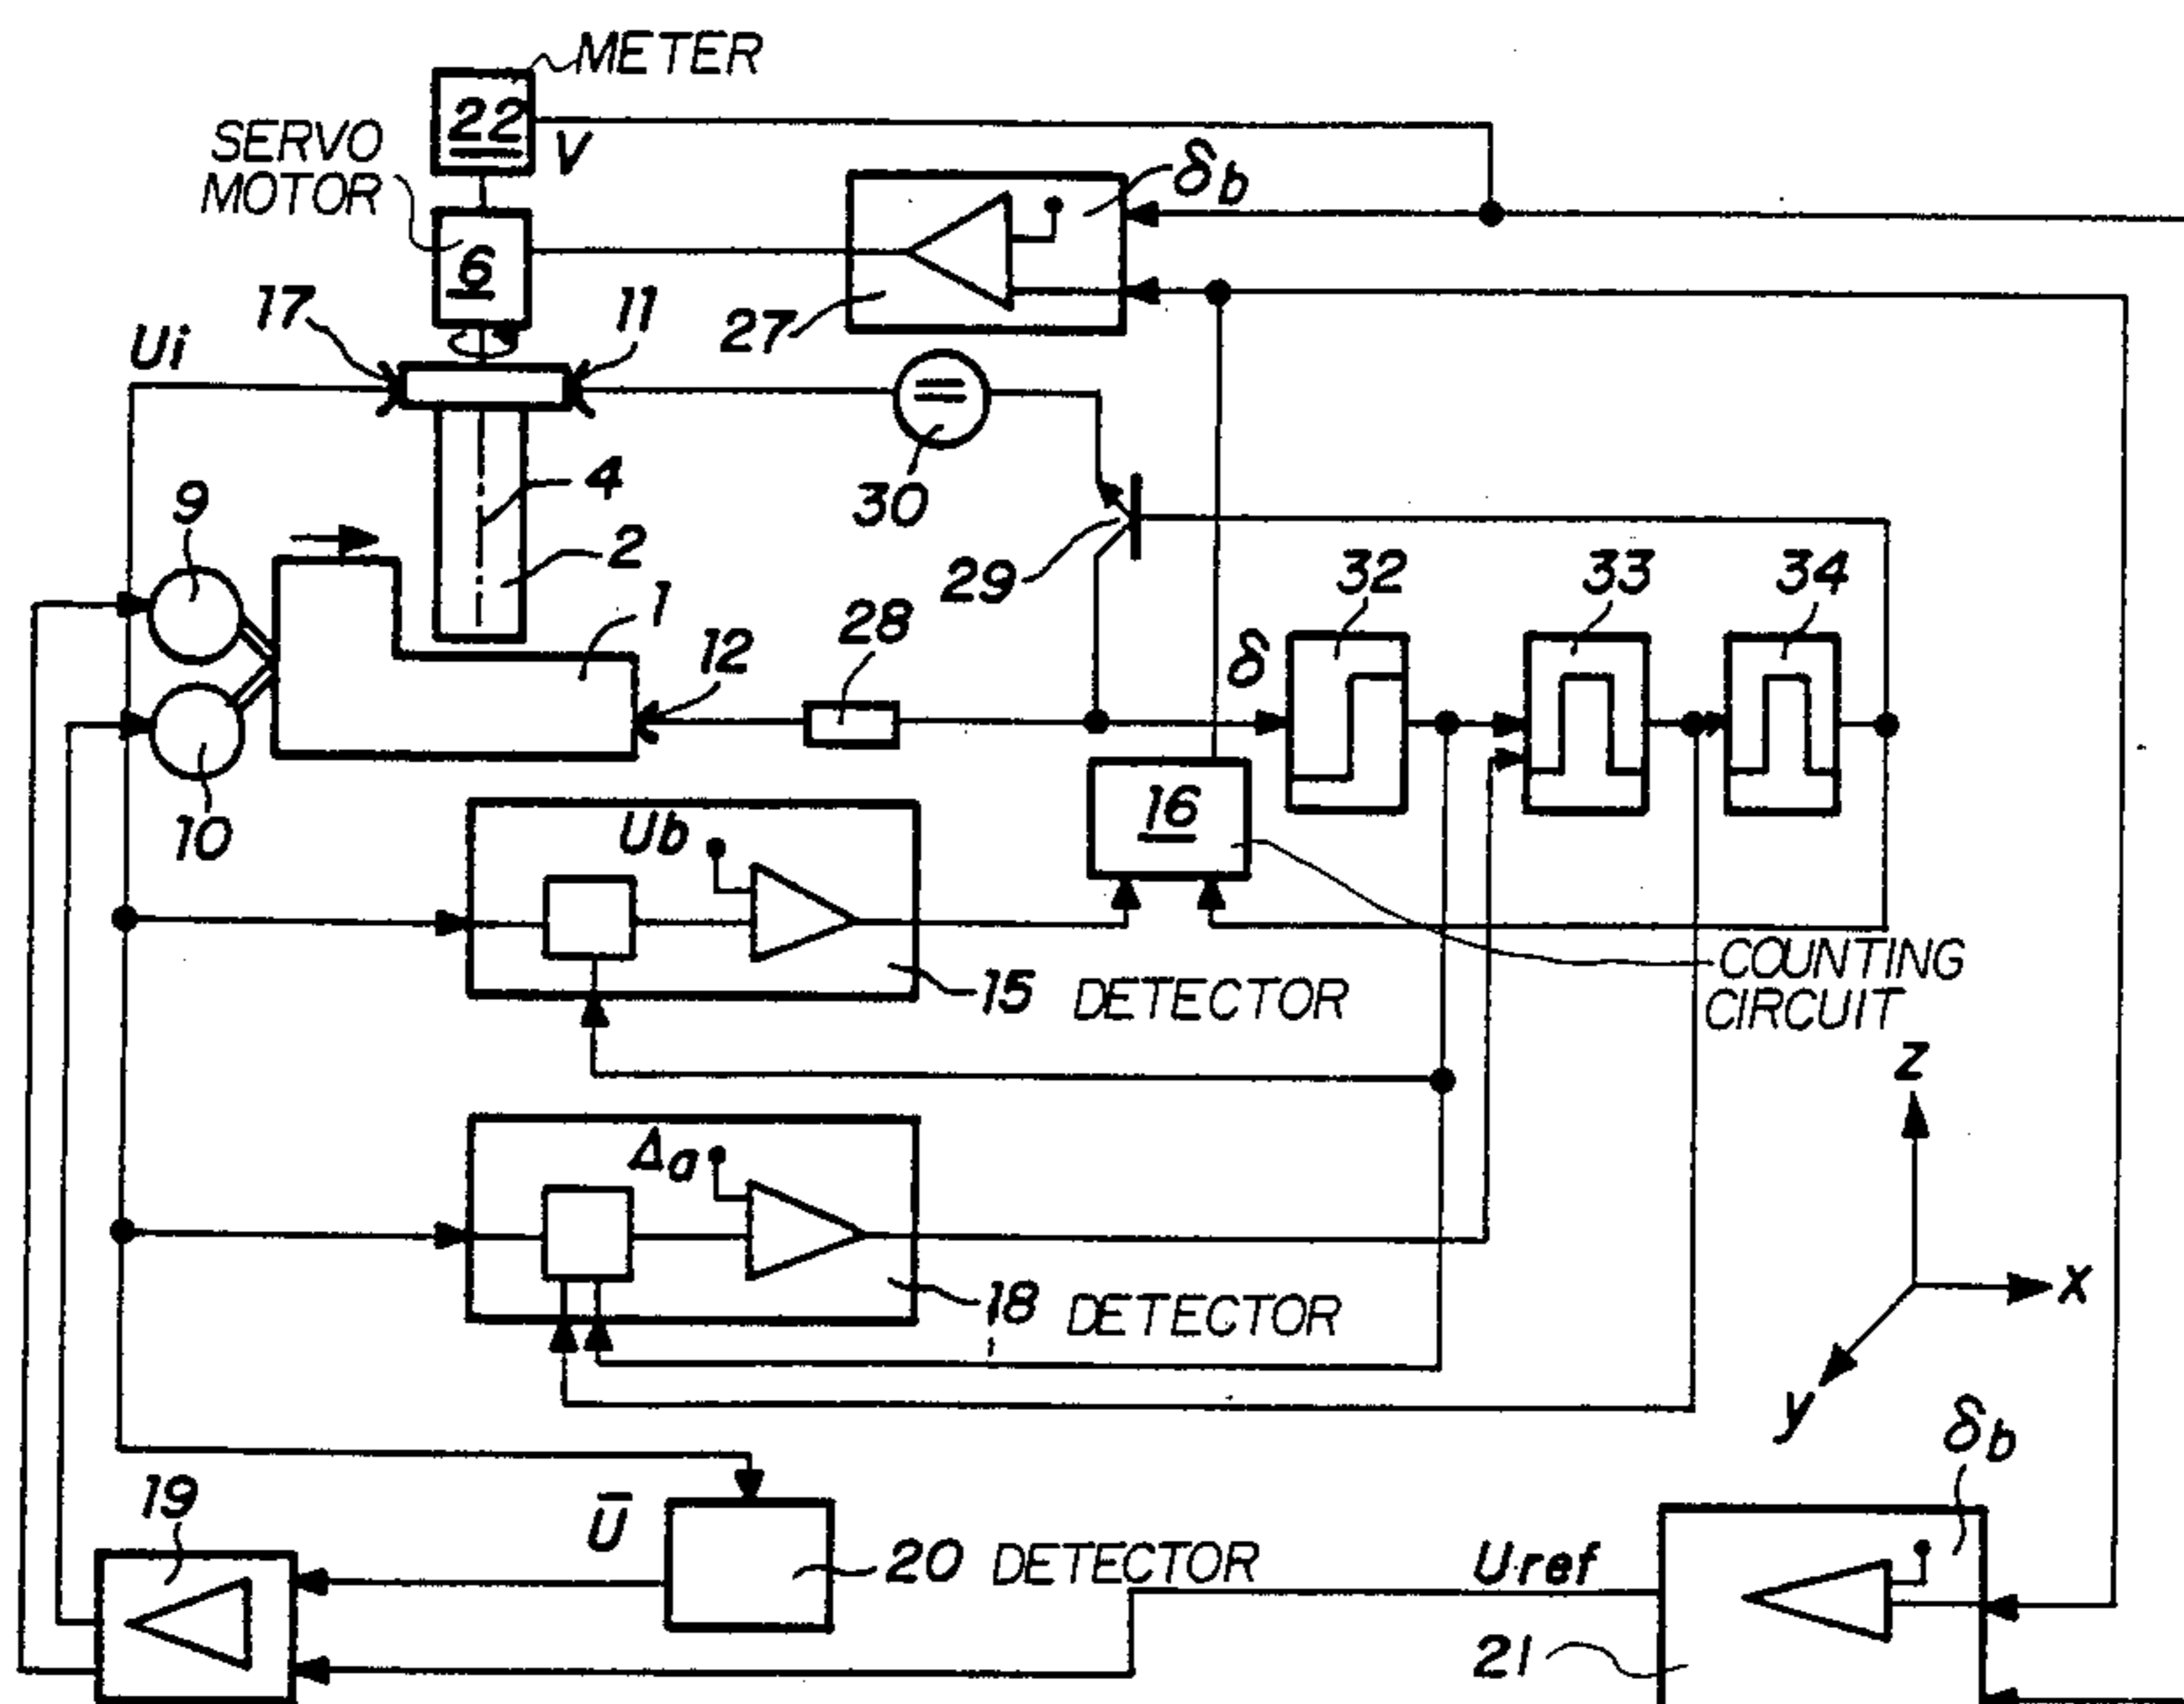 METER
22
V
SERVO
MOTOR
δb
6
17
11
Ui
27
4
30
9
2
29
32
33
34
1
12
28
δ
10
Ub
16
15 DETECTOR
COUNTING
CIRCUIT
Z
Δa
18 DETECTOR
X
y
δb
19
U̅
20 DETECTOR
Uref
21